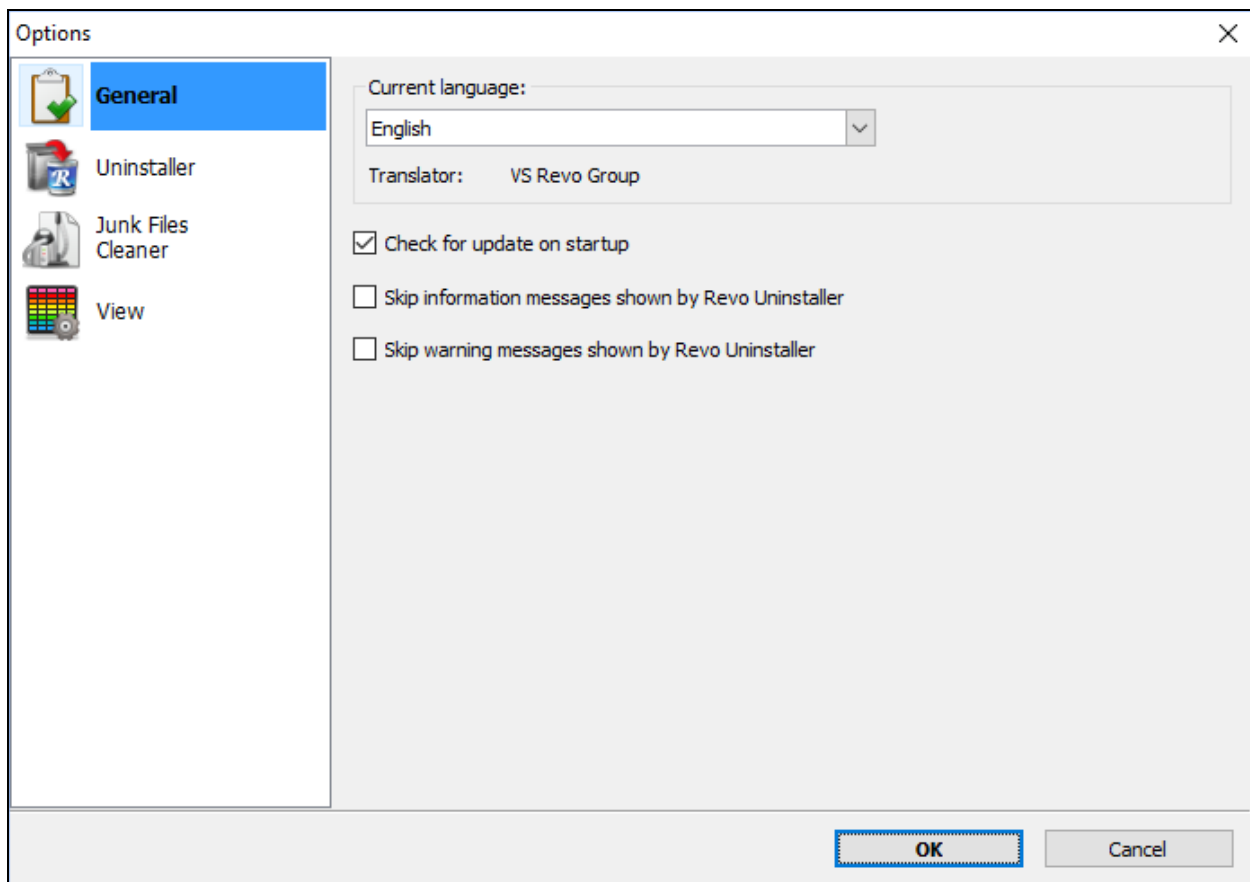 Options
General
Uninstaller
Junk Files
Cleaner
View
Current language:
English
Translator: VS Revo Group
Check for update on startup
Skip information messages shown by Revo Uninstaller
Skip warning messages shown by Revo Uninstaller
OK
Cancel